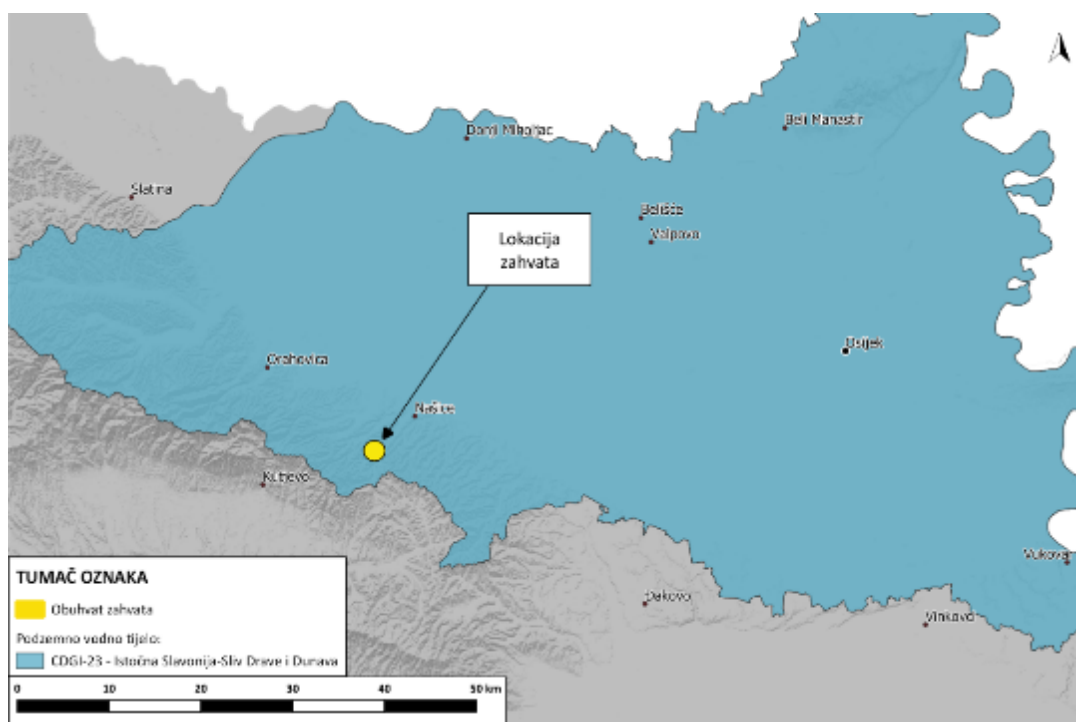 Donji Miholjac
Beli Manastir
Slatina
Belišće
Valpovo
Lokacija
zahvata
Osijek
Orahovica
Našice
Kutjevo
Vukovar
Đakovo
Vinkovci
TUMAČ OZNAKA
Obuhvat zahvata
Podzemno vodno tijelo:
CDGI-23 - Istočna Slavonija-Sliv Drave i Dunava
0 10 20 30 40 50 km